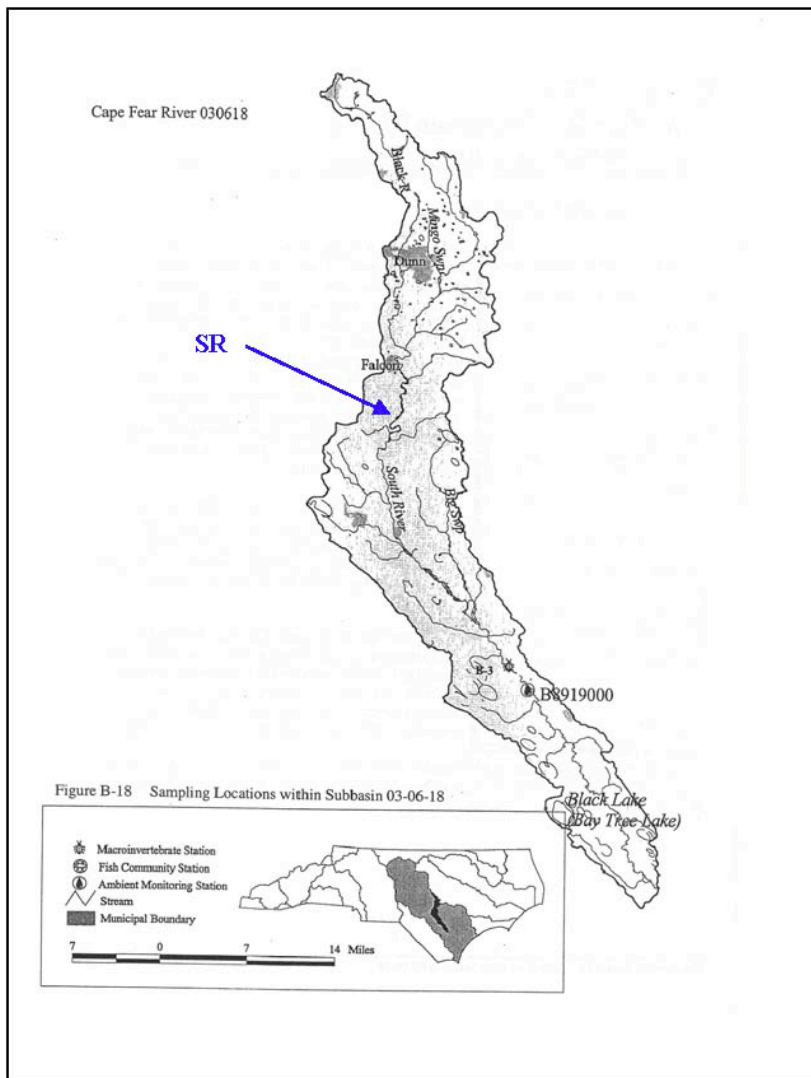 Cape Fear River 030618
Black R
Mingo Swp
Dunn
SR
Falcon
South River
Big Swp
B-3
B8919000
Figure B-18 Sampling Locations within Subbasin 03-06-18
Black Lake
(Bay Tree Lake)
Macroinvertebrate Station
Fish Community Station
Ambient Monitoring Station
Stream
Municipal Boundary
7 0 7 14 Miles